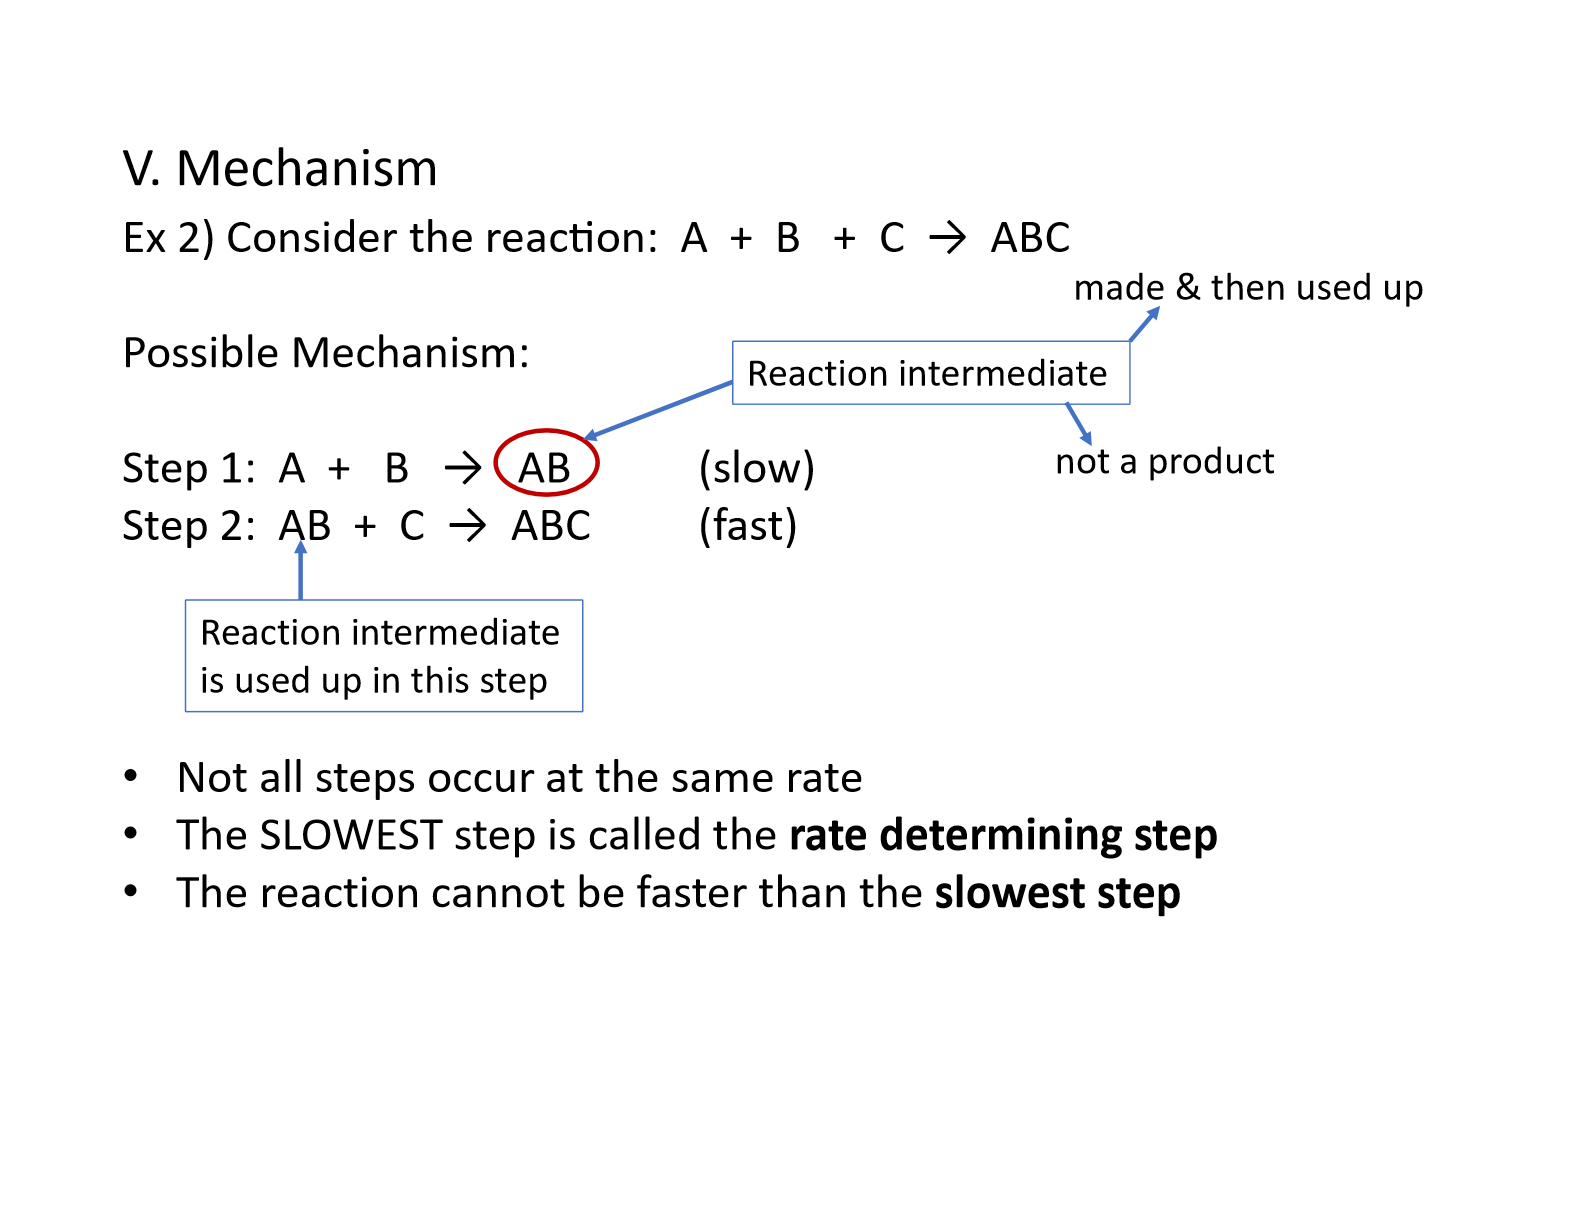 V. Mechanism
Ex 2) Consider the reaction: A + B + C → ABC
made & then used up
Possible Mechanism:
Reaction intermediate
not a product
Step 1: A + B → AB (slow)
Step 2: AB + C → ABC (fast)
Reaction intermediate
is used up in this step
• Not all steps occur at the same rate
• The SLOWEST step is called the rate determining step
• The reaction cannot be faster than the slowest step